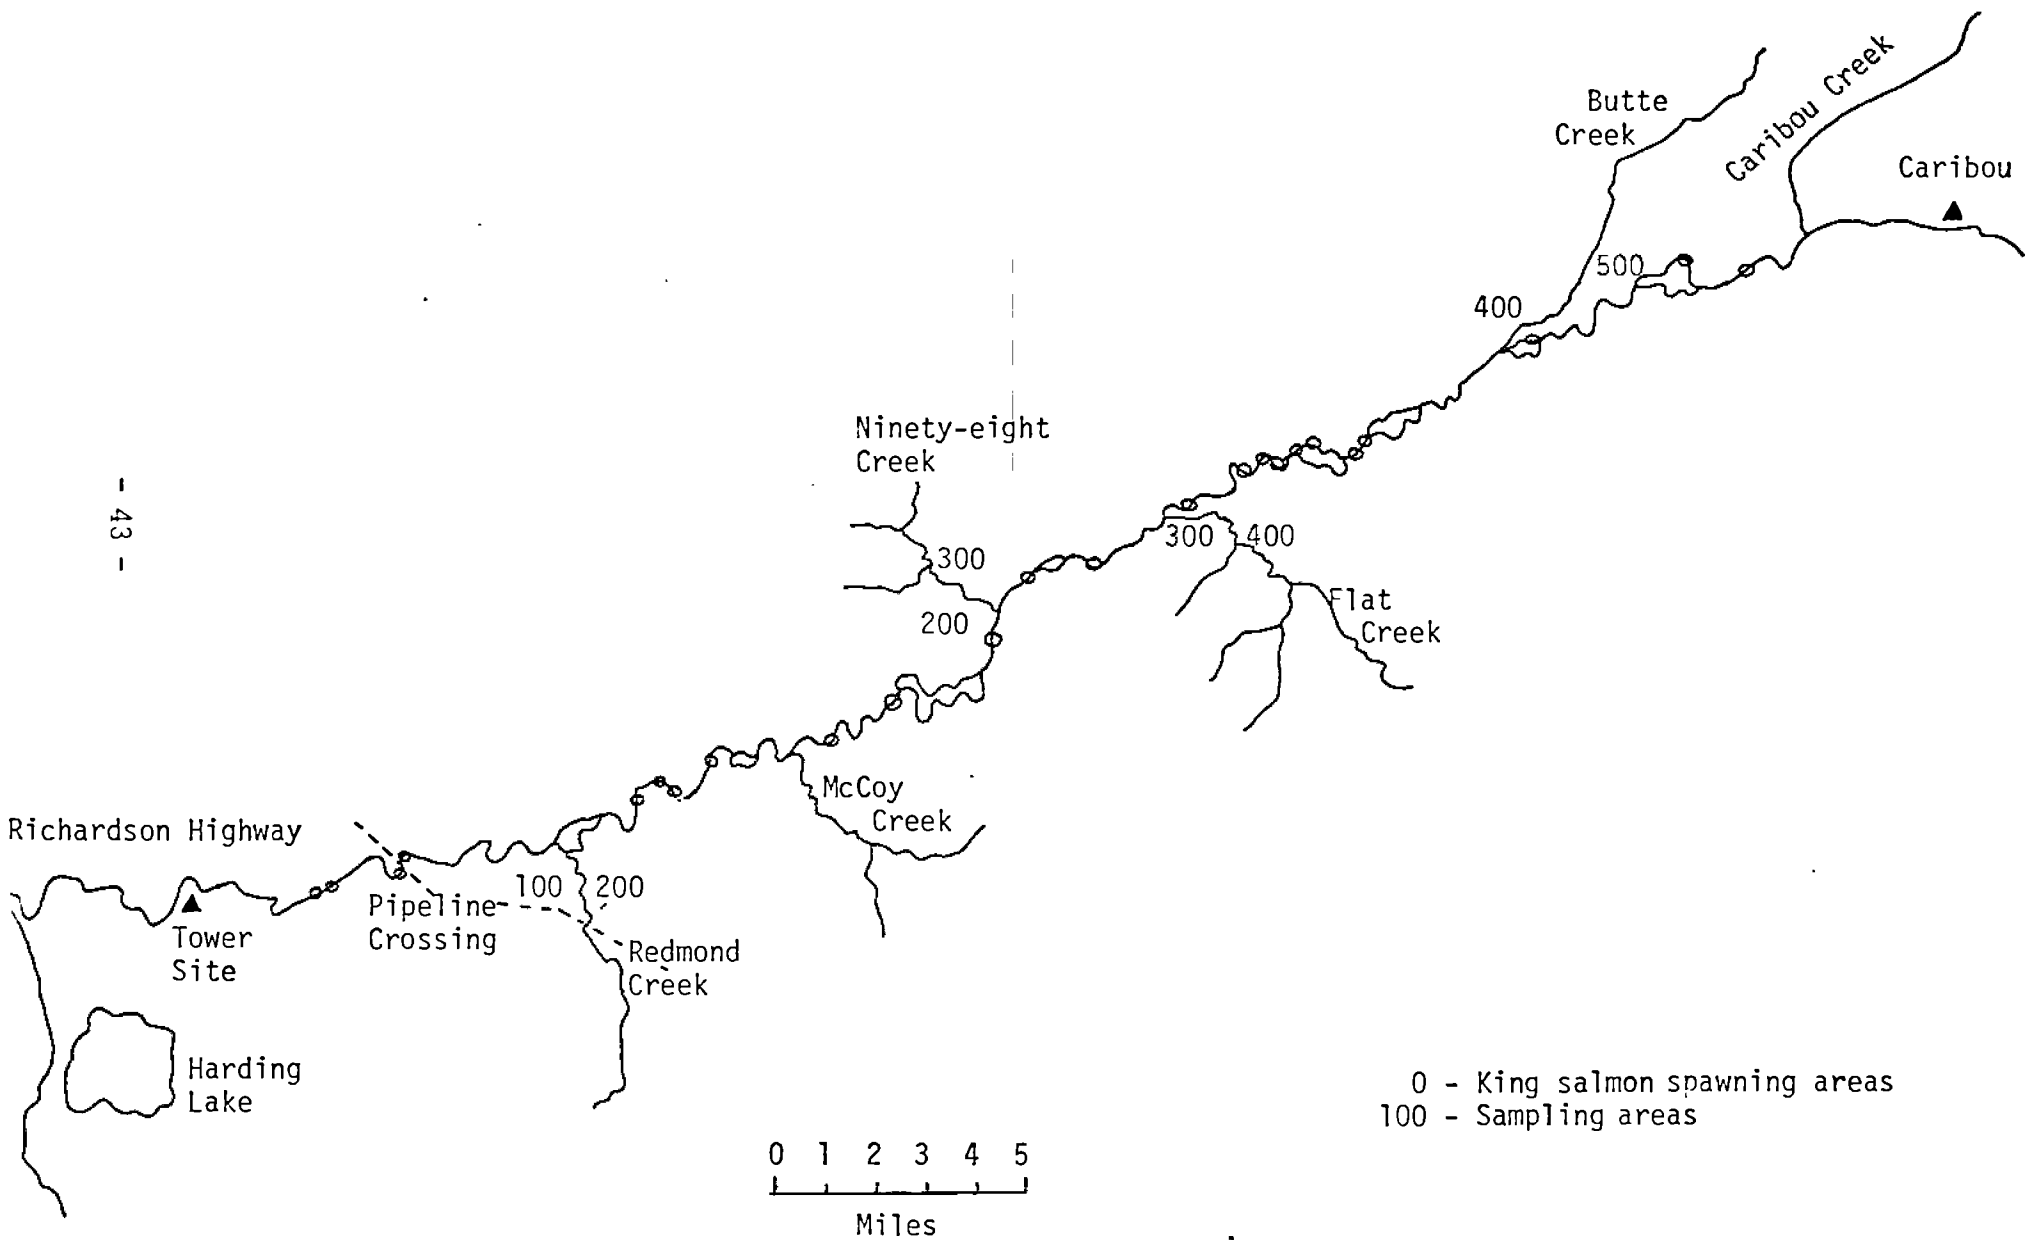 Butte
Creek
Caribou Creek
Caribou
500
400
Ninety-eight
Creek
- 43 -
300
200
300 400
Flat
Creek
McCoy
Creek
Richardson Highway
100 200
Pipeline
Crossing
Tower
Site
Redmond
Creek
Harding
Lake
0 - King salmon spawning areas
100 - Sampling areas
0 1 2 3 4 5
Miles